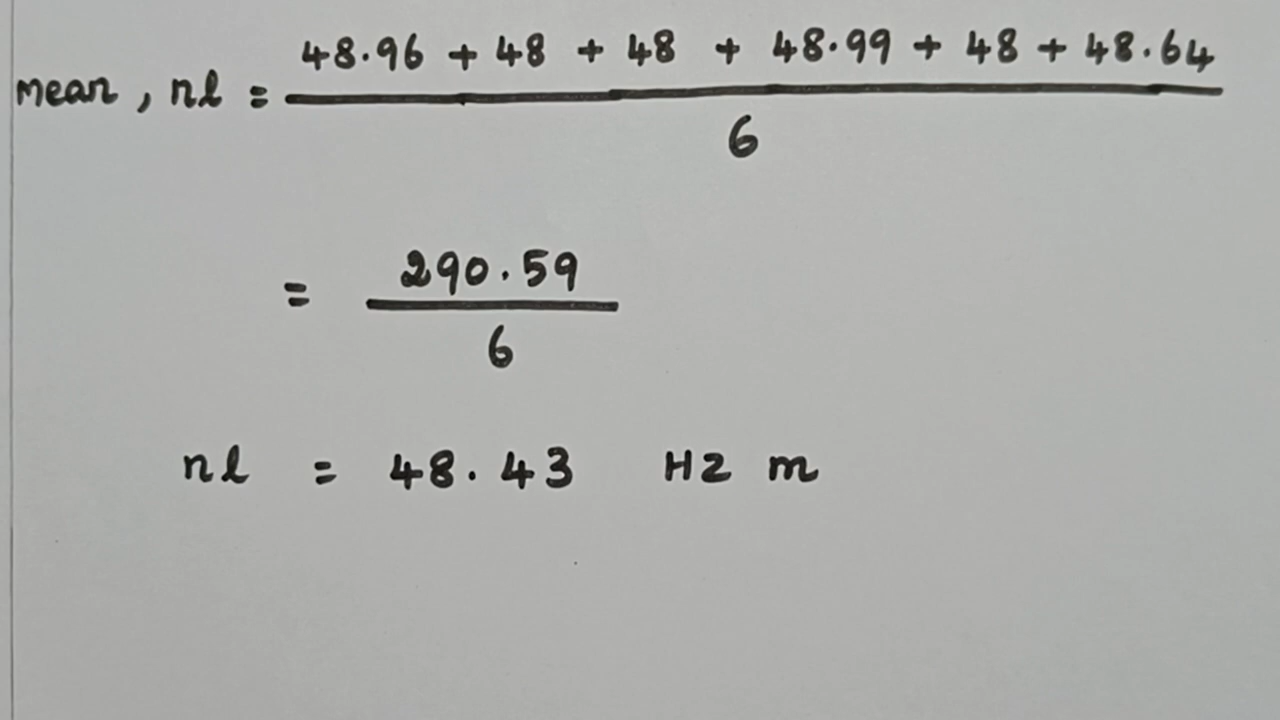 48.96 + 48 + 48 + 48.99 + 48 + 48.64
mean, nl =
6
= 290.59
6
nl = 48.43 HZ m